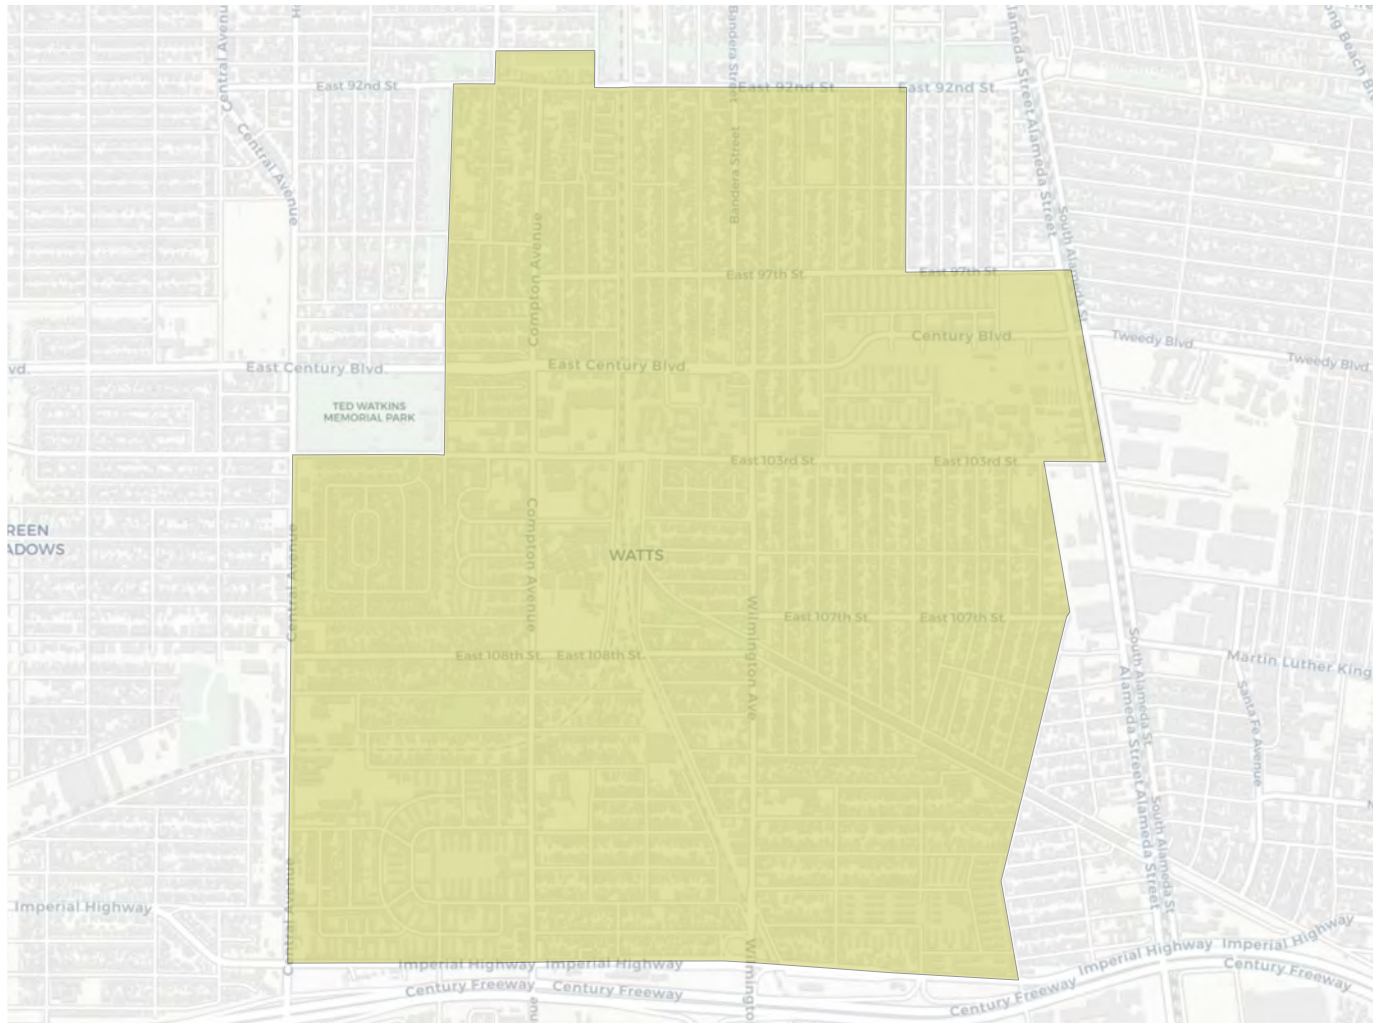 Central Avenue
Bandera Street
Alameda Street
Alameda Street
East 92nd St.
East 92nd St.
East 92nd St.
Central Avenue
Bandera Street
South Alameda St.
Compton Avenue
East 97th St.
East 97th St.
Century Blvd.
Tweedy Blvd.
Tweedy Blvd.
East Century Blvd.
East Century Blvd.
TED WATKINS
MEMORIAL PARK
East 103rd St.
East 103rd St.
Central Avenue
Compton Avenue
WATTS
Wilmington Ave
East 107th St.
East 107th St.
East 108th St.
East 108th St.
South Alameda St.
Alameda Street
Martin Luther King
Santa Fe Avenue
South Alameda St.
Alameda Street
Central Avenue
Imperial Highway
Imperial Highway
Imperial Highway
Imperial Highway
Imperial Highway
Century Freeway
Century Freeway
Century Freeway
Century Freeway